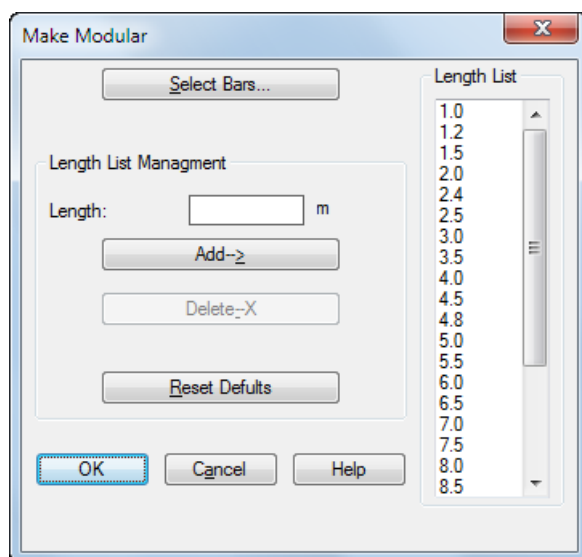 Make Modular
Select Bars...
Length List Managment
Length:
m
Add-->
Delete--X
Reset Defults
OK
Cancel
Help
Length List
1.0
1.2
1.5
2.0
2.4
2.5
3.0
3.5
4.0
4.5
4.8
5.0
5.5
6.0
6.5
7.0
7.5
8.0
8.5